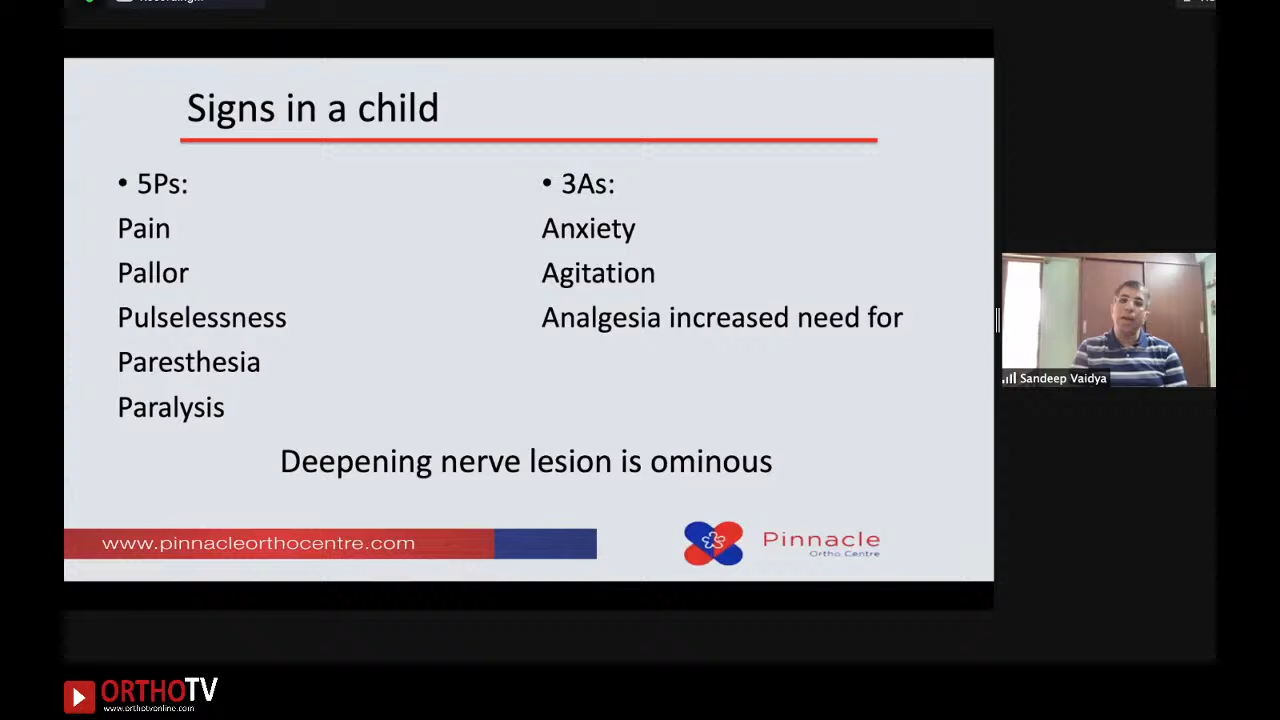 Signs in a child
• 5Ps:
Pain
Pallor
Pulselessness
Paresthesia
Paralysis
• 3As:
Anxiety
Agitation
Analgesia increased need for
Deepening nerve lesion is ominous
www.pinnacleorthocentre.com
Pinnacle
Ortho Centre
Sandeep Vaidya
ORTHOTV
www.orthotvonline.com